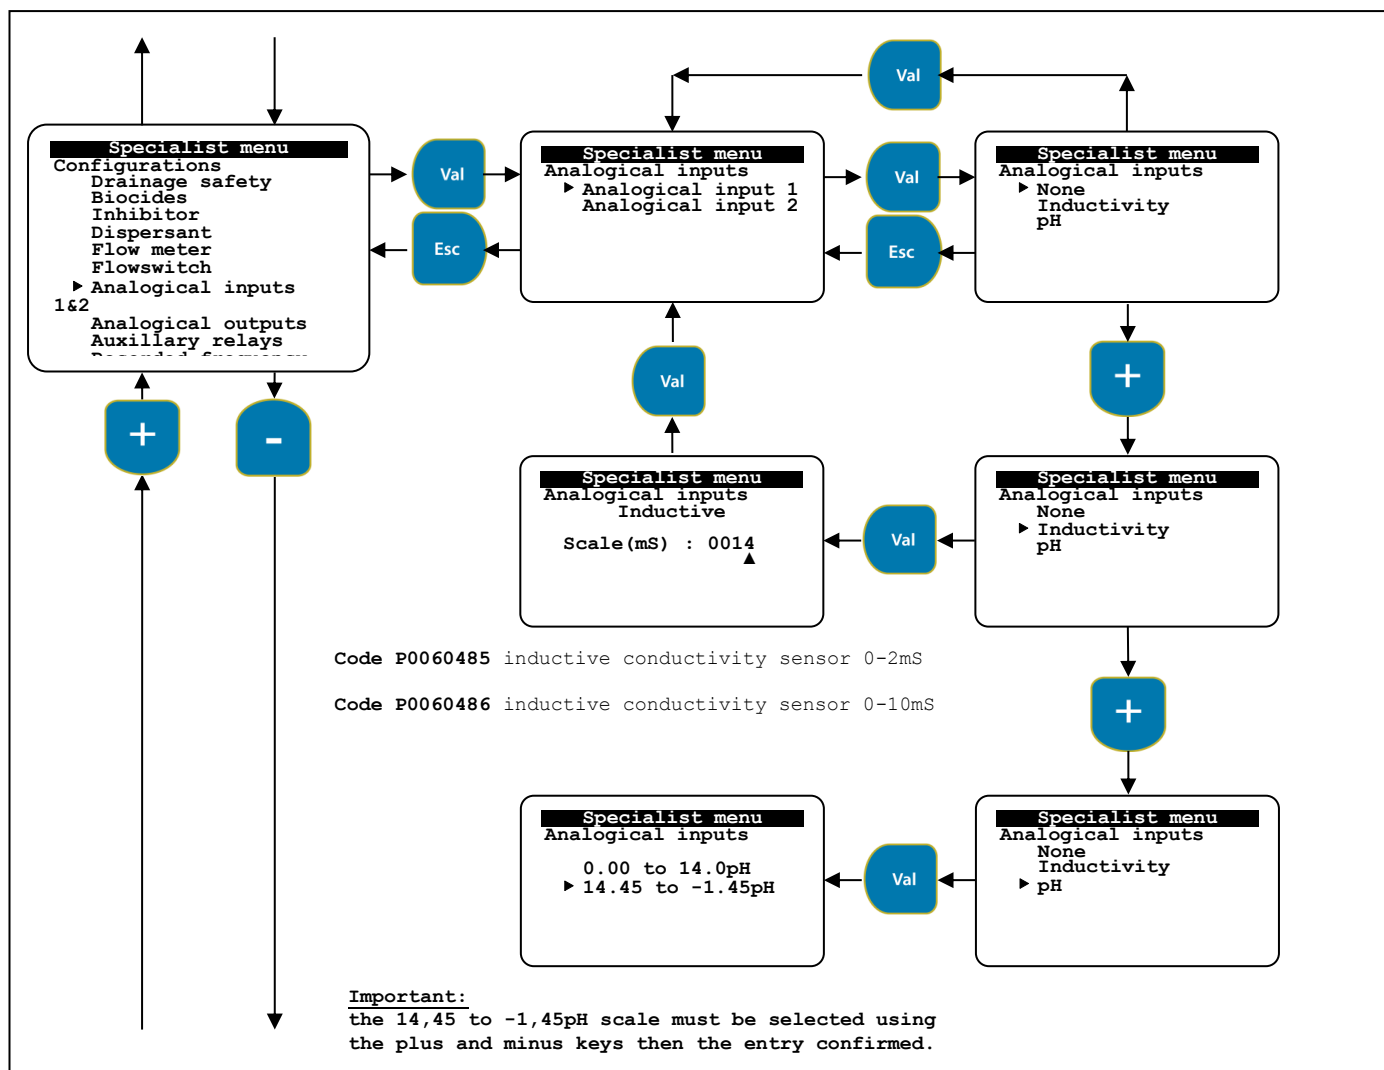 Val
Specialist menu
Configurations
Drainage safety
Biocides
Inhibitor
Dispersant
Flow meter
Flowswitch
Analogical inputs
1&2
Analogical outputs
Auxillary relays
Recorded frequency
Val
Esc
Specialist menu
Analogical inputs
Analogical input 1
Analogical input 2
Val
Esc
Specialist menu
Analogical inputs
None
Inductivity
pH
+
-
Val
+
Specialist menu
Analogical inputs
Inductive
Scale(mS) : 0014
Val
Specialist menu
Analogical inputs
None
Inductivity
pH
Code P0060485 inductive conductivity sensor 0-2mS
Code P0060486 inductive conductivity sensor 0-10mS
+
Specialist menu
Analogical inputs
0.00 to 14.0pH
14.45 to -1.45pH
Val
Specialist menu
Analogical inputs
None
Inductivity
pH
Important:
the 14,45 to -1,45pH scale must be selected using
the plus and minus keys then the entry confirmed.